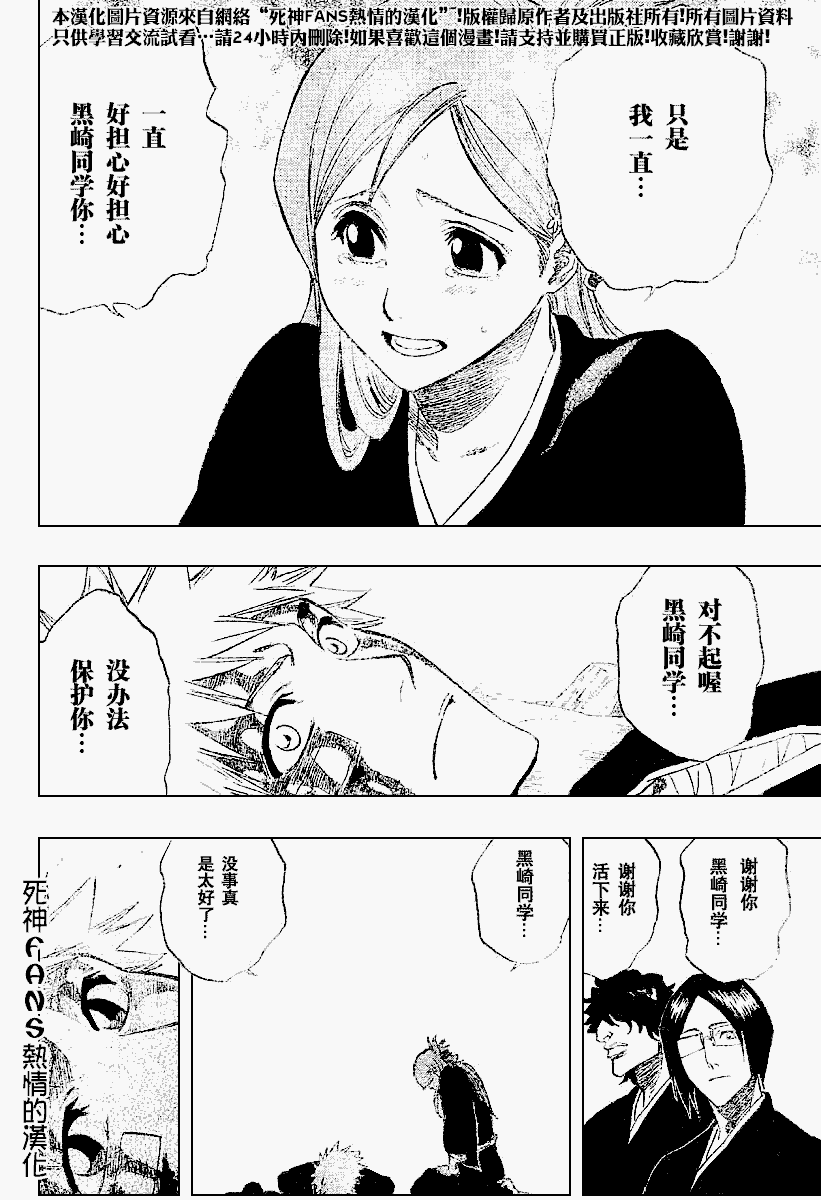 本漢化圖片資源來自網絡“死神FANS熱情的漢化”!版權歸原作者及出版社所有!所有圖片資料
只供學習交流試看…請24小時內刪除!如果喜歡這個漫畫!請支持並購買正版!收藏欣賞!謝謝!
只是
我一直…
一直
好担心好担心
黑崎同学你…
对不起喔
黑崎同学…
没办法
保护你…
谢谢你
黑崎同学…
谢谢你
活下来…
黑崎同学…
没事真
是太好了…
死神FANS熱情的漢化